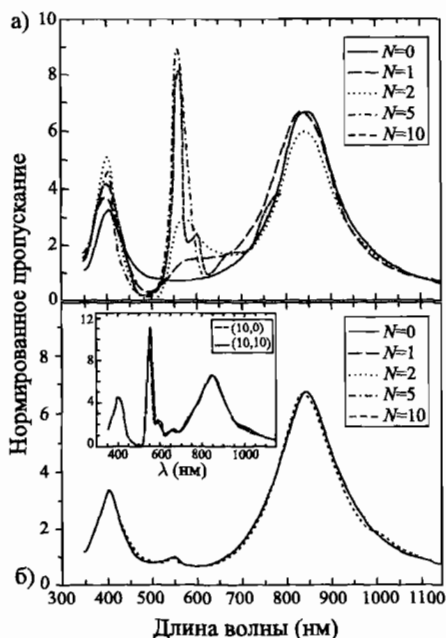 а)
10
8
6
4
2
0
N=0
N=1
N=2
N=5
N=10
Нормированное пропускание
12
8
4
0
(10,0)
(10,10)
400
600
800
1000
λ (нм)
N=0
N=1
N=2
N=5
N=10
8
6
4
2
б)
300 400 500 600 700 800 900 1000 1100
Длина волны (нм)